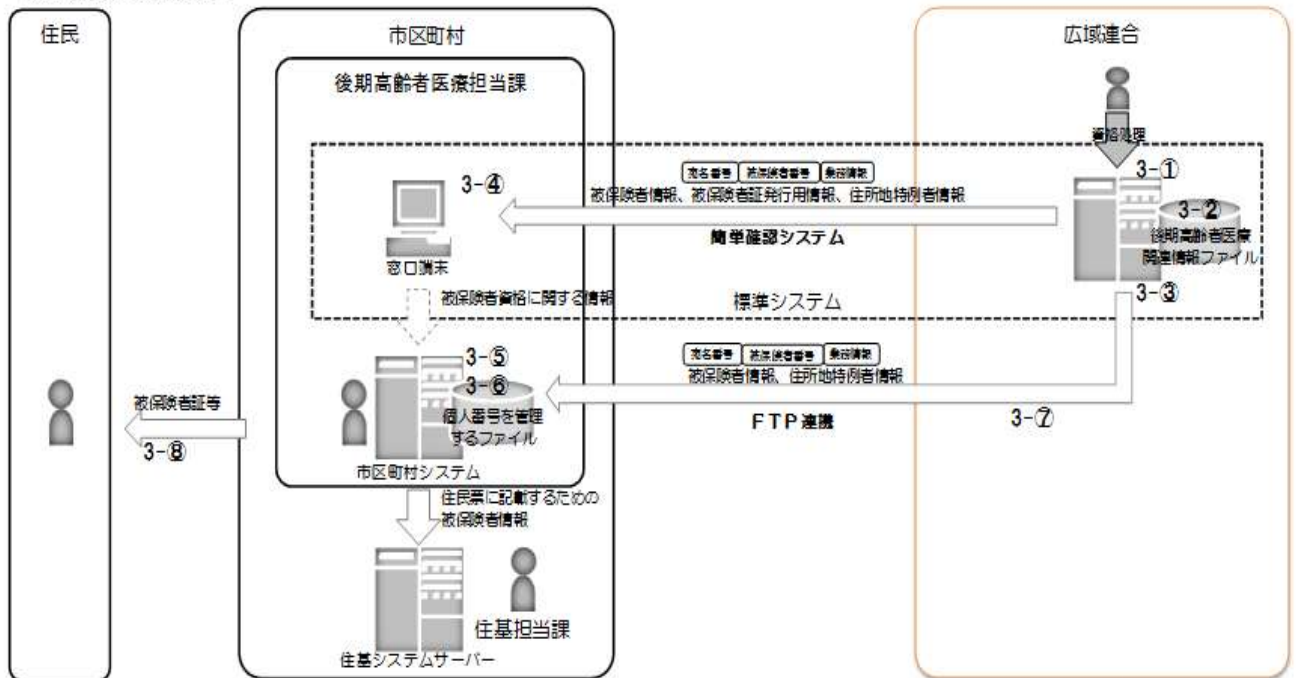 住民
市区町村
広域連合
後期高齢者医療担当課
資格処理
3-①
宛名番号 被保険者番号 業務情報
3-④
被保険者情報、被保険者証発行用情報、住所地特例者情報
3-②
簡単確認システム
後期高齢者医療
関連情報ファイル
窓口端末
3-③
被保険者資格に関する情報
標準システム
宛名番号 被保険者番号 業務情報
3-⑤
被保険者情報、住所地特例者情報
3-⑥
被保険者証等
個人番号を管理
するファイル
FTP連携
3-⑦
3-⑧
市区町村システム
住民票に記載するための
被保険者情報
住基担当課
住基システムサーバー